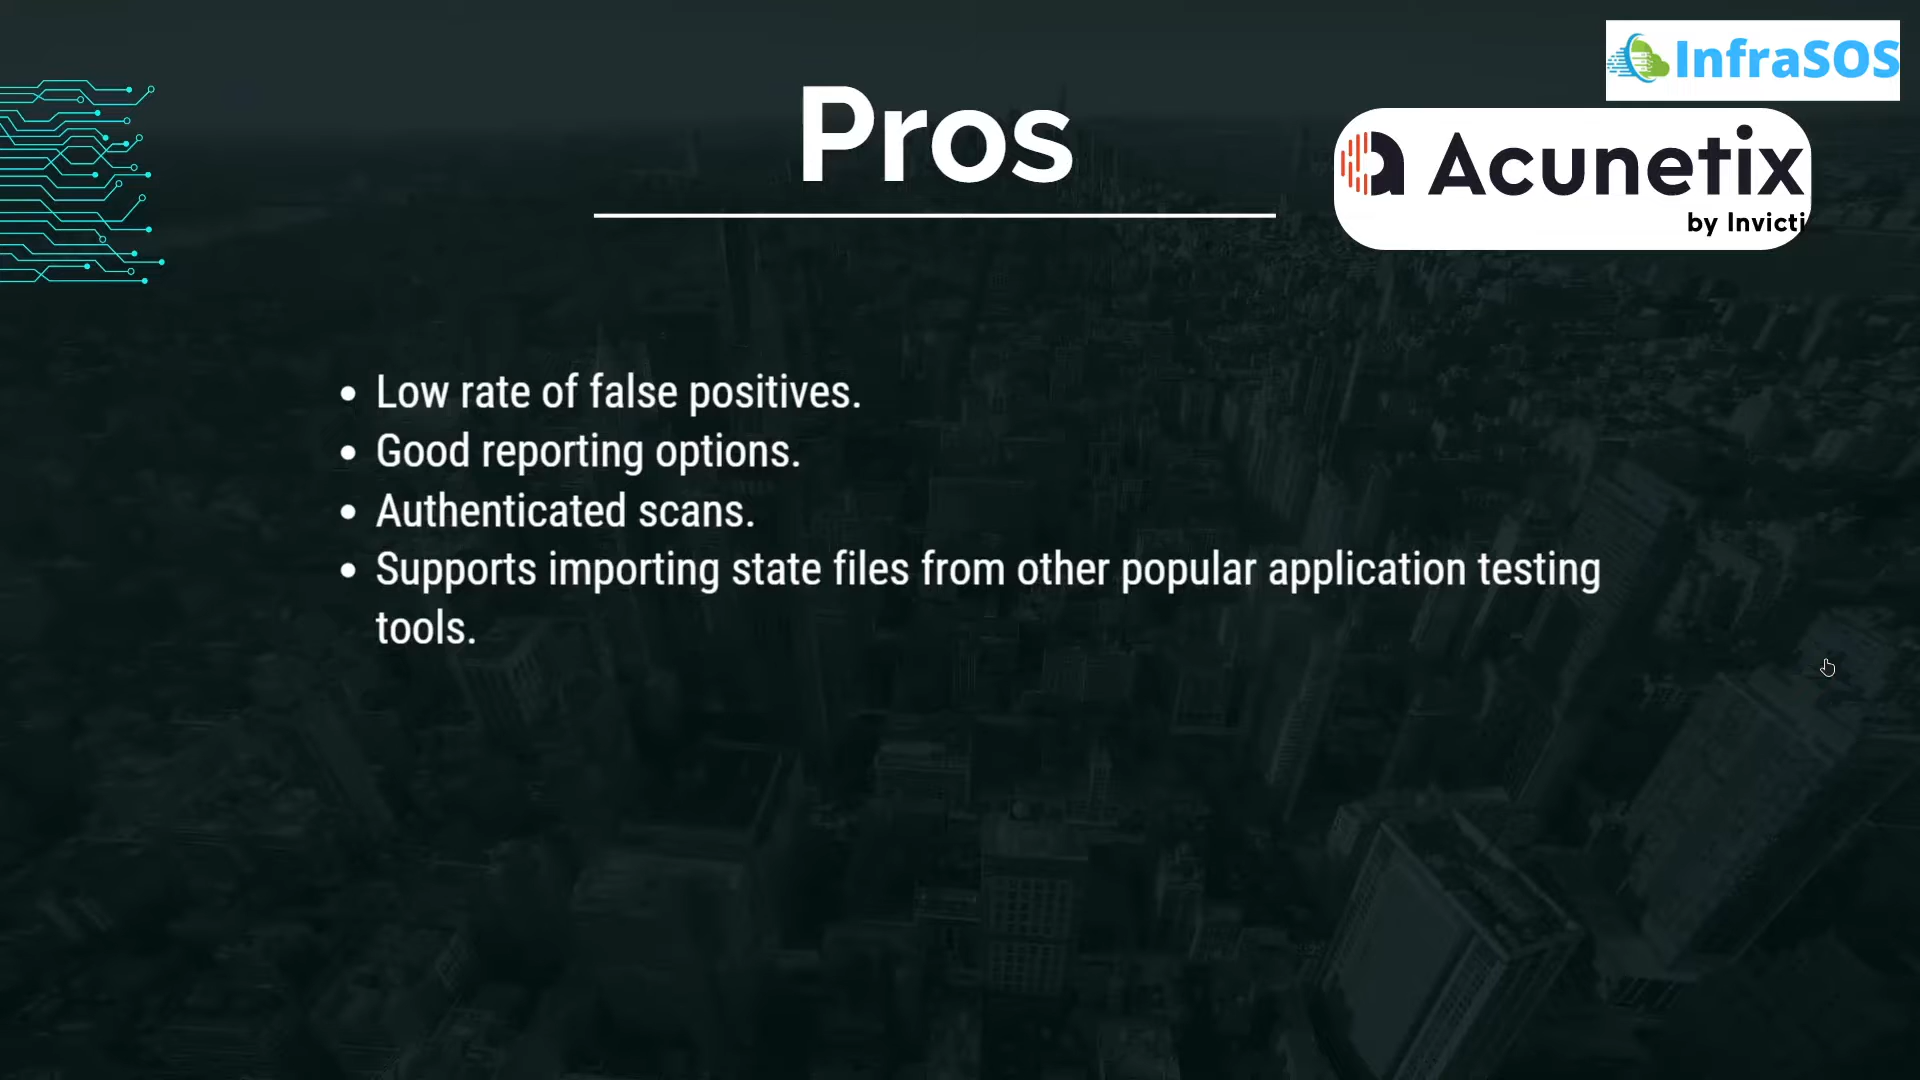 InfraSOS
Pros
Acunetix
by Invicti
• Low rate of false positives.
• Good reporting options.
• Authenticated scans.
• Supports importing state files from other popular application testing
tools.